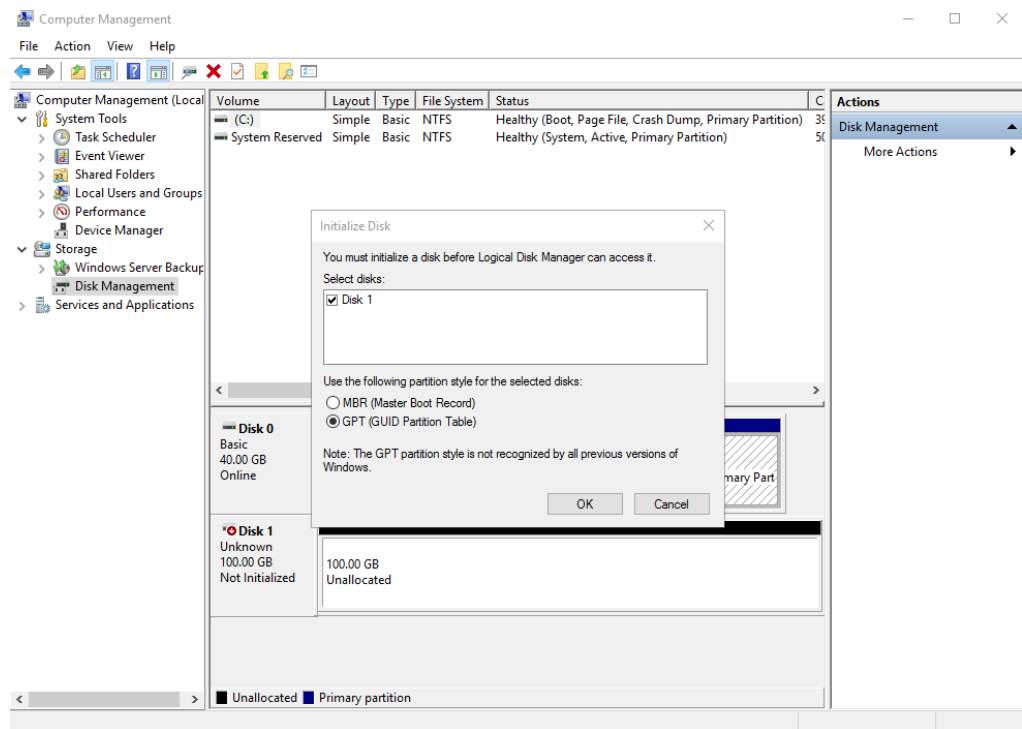 Computer Management
File Action View Help
Computer Management (Local
System Tools
Task Scheduler
Event Viewer
Shared Folders
Local Users and Groups
Performance
Device Manager
Storage
Windows Server Backup
Disk Management
Services and Applications
Volume Layout Type File System Status C
(C:) Simple Basic NTFS Healthy (Boot, Page File, Crash Dump, Primary Partition) 39
System Reserved Simple Basic NTFS Healthy (System, Active, Primary Partition) 50
Initialize Disk
You must initialize a disk before Logical Disk Manager can access it.
Select disks:
Disk 1
Use the following partition style for the selected disks:
MBR (Master Boot Record)
GPT (GUID Partition Table)
Note: The GPT partition style is not recognized by all previous versions of
Windows.
OK Cancel
Disk 0
Basic
40.00 GB
Online
mary Part
Disk 1
Unknown
100.00 GB
Not Initialized
100.00 GB
Unallocated
Unallocated Primary partition
Actions
Disk Management
More Actions